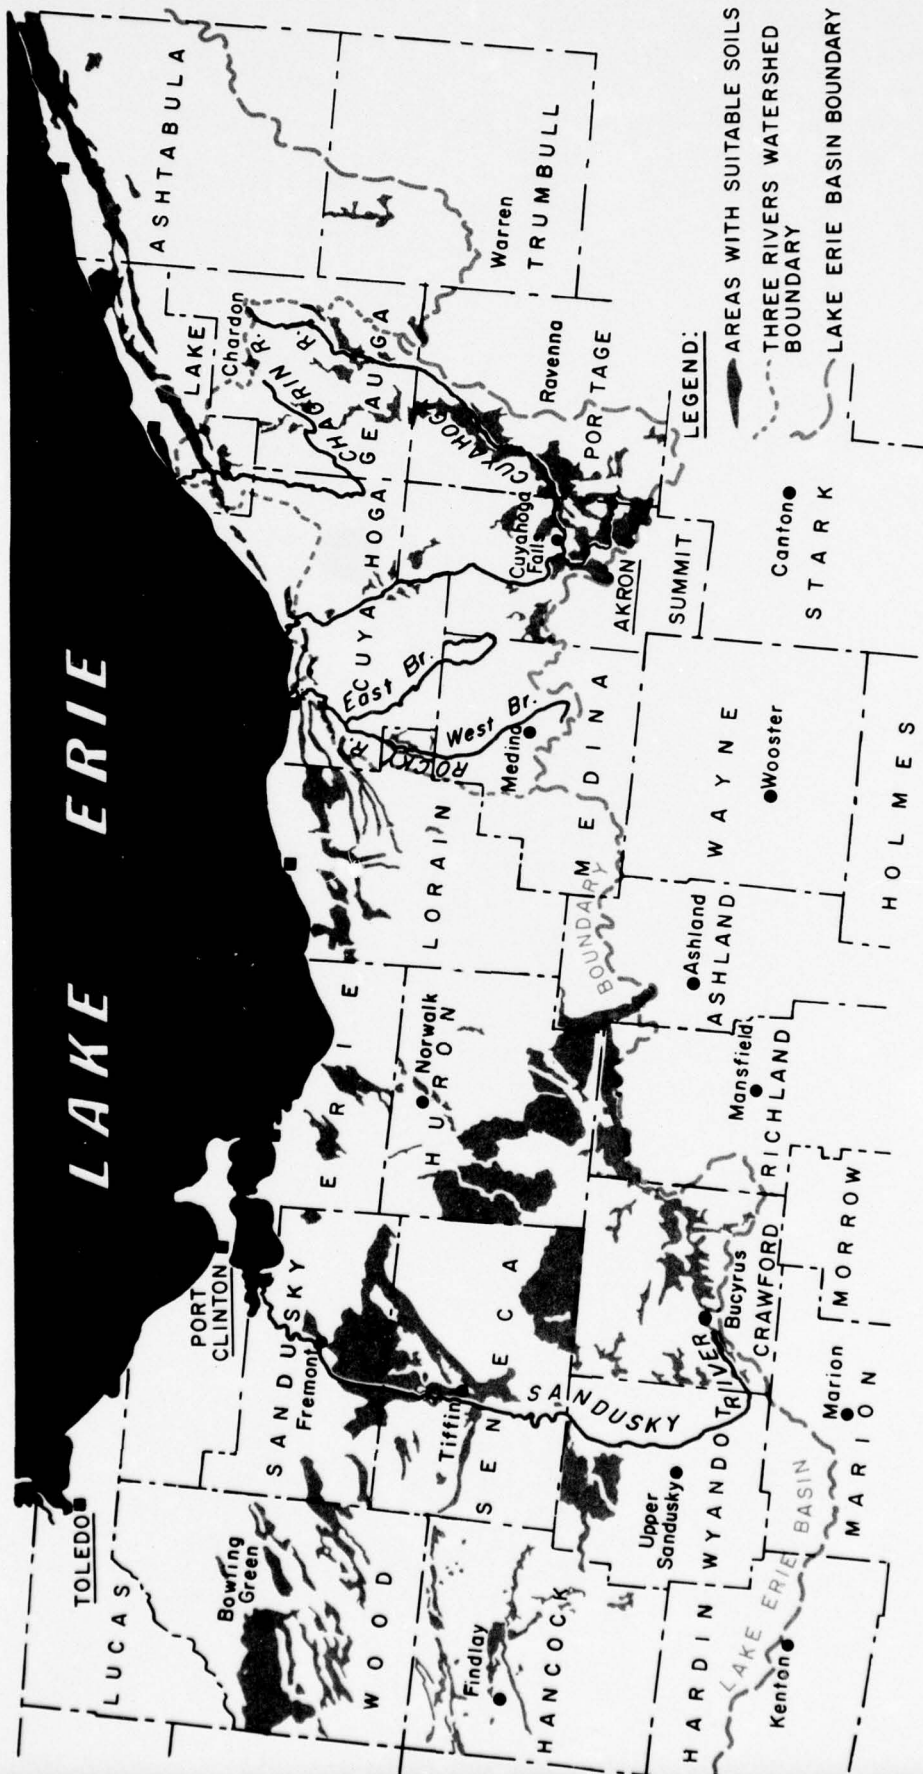 LAKE ERIE
TOLEDO
LUCAS
PORT
CLINTON
Bowling
Green
WOOD
SANDUSKY
Fremont
ERIE
LORAIN
CUYAHOGA
LAKE
ASHTABULA
Chardon
GEAUGA
CHAGRIN R.
CUYAHOGA R.
ROCKY R.
East Br.
West Br.
Findlay
HANCOCK
Tiffin
SENECA
Norwalk
HURON
Medina
MEDINA
Cuyahoga
Falls
AKRON
SUMMIT
Ravenna
PORTAGE
Warren
TRUMBULL
HARDIN
Kenton
Upper
Sandusky
WYANDOT
SANDUSKY RIVER
Bucyrus
CRAWFORD
Mansfield
RICHLAND
Ashland
ASHLAND
WAYNE
Wooster
Canton
STARK
HOLMES
Marion
MARION
MORROW
LAKE ERIE BASIN
BOUNDARY
LEGEND:
AREAS WITH SUITABLE SOILS
THREE RIVERS WATERSHED
BOUNDARY
LAKE ERIE BASIN BOUNDARY